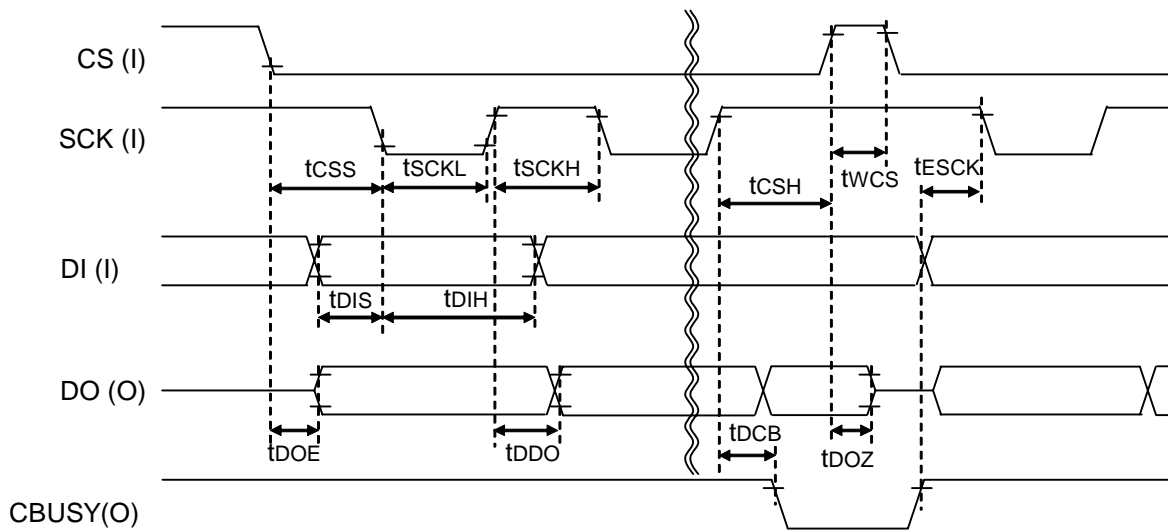 CS (I)
SCK (I)
tCSS
tSCKL
tSCKH
tCSH
tWCS
tESCK
DI (I)
tDIS
tDIH
DO (O)
tDOE
tDDO
tDCB
tDOZ
CBUSY(O)